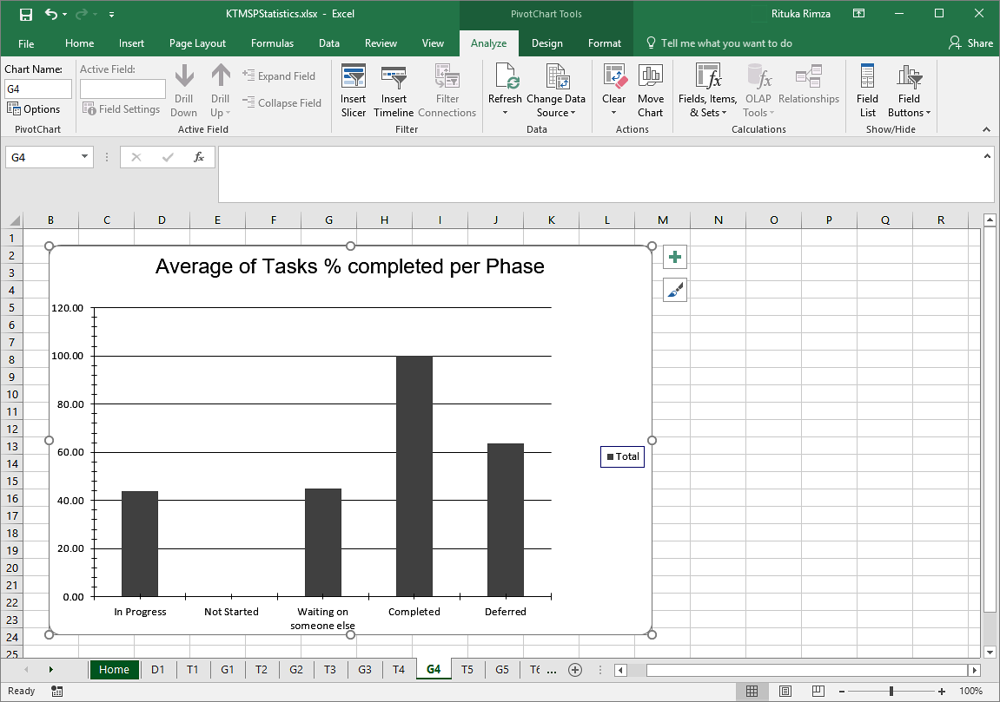 KTMSPStatistics.xlsx - Excel
PivotChart Tools
Rituka Rimza
File Home Insert Page Layout Formulas Data Review View Analyze Design Format Tell me what you want to do Share
Chart Name:
G4
Options
PivotChart
Active Field:
Field Settings
Drill Down
Drill Up
Expand Field
Collapse Field
Active Field
Insert Slicer
Insert Timeline
Filter Connections
Filter
Refresh
Change Data Source
Data
Clear
Move Chart
Actions
Fields, Items, & Sets
OLAP Tools
Relationships
Calculations
Field List
Field Buttons
Show/Hide
G4
fx
B C D E F G H I J K L M N O P Q R
1
2
3
4
5
6
7
8
9
10
11
12
13
14
15
16
17
18
19
20
21
22
23
24
25
Average of Tasks % completed per Phase
120.00
100.00
80.00
60.00
40.00
20.00
0.00
In Progress
Not Started
Waiting on
someone else
Completed
Deferred
Total
Home D1 T1 G1 T2 G2 T3 G3 T4 G4 T5 G5 T6 ...
Ready
100%